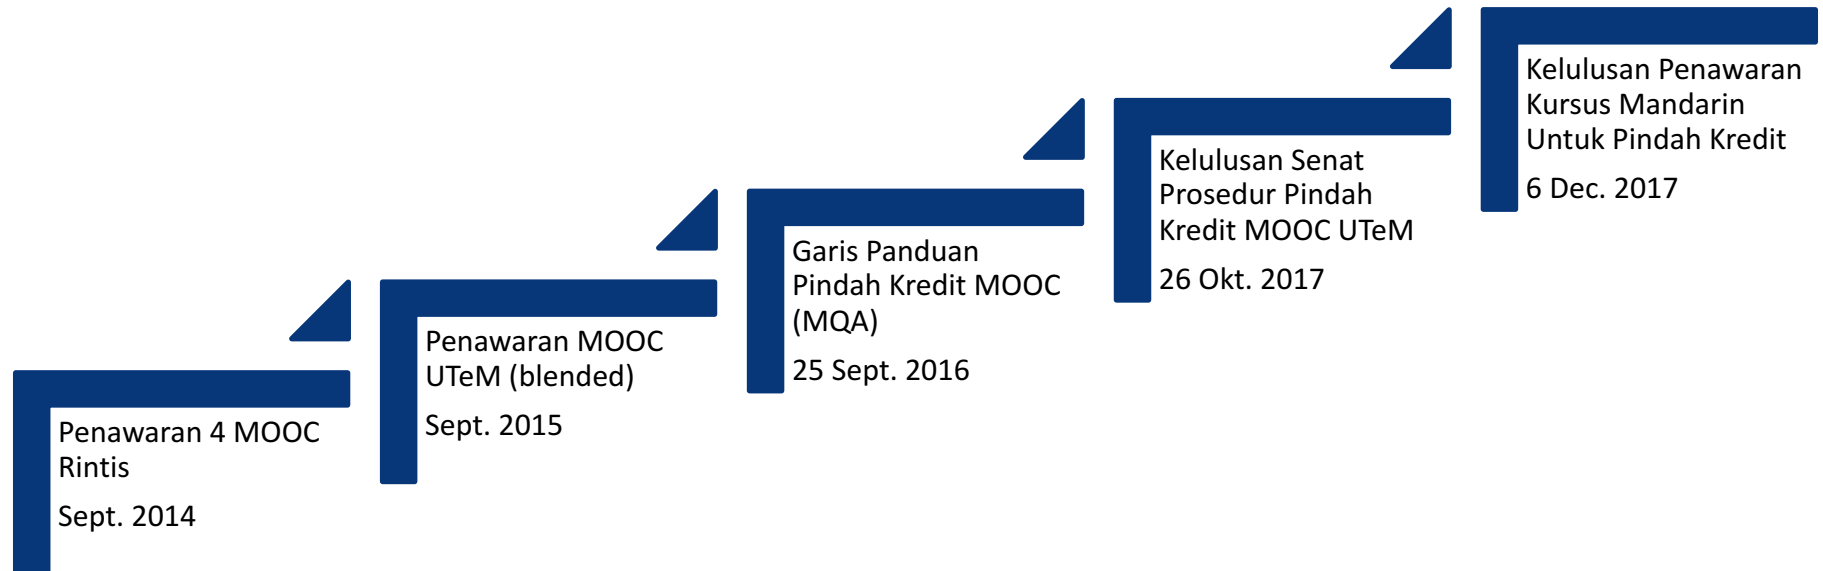 Penawaran 4 MOOC
Rintis
Sept. 2014
Penawaran MOOC
UTeM (blended)
Sept. 2015
Garis Panduan
Pindah Kredit MOOC
(MQA)
25 Sept. 2016
Kelulusan Senat
Prosedur Pindah
Kredit MOOC UTeM
26 Okt. 2017
Kelulusan Penawaran
Kursus Mandarin
Untuk Pindah Kredit
6 Dec. 2017